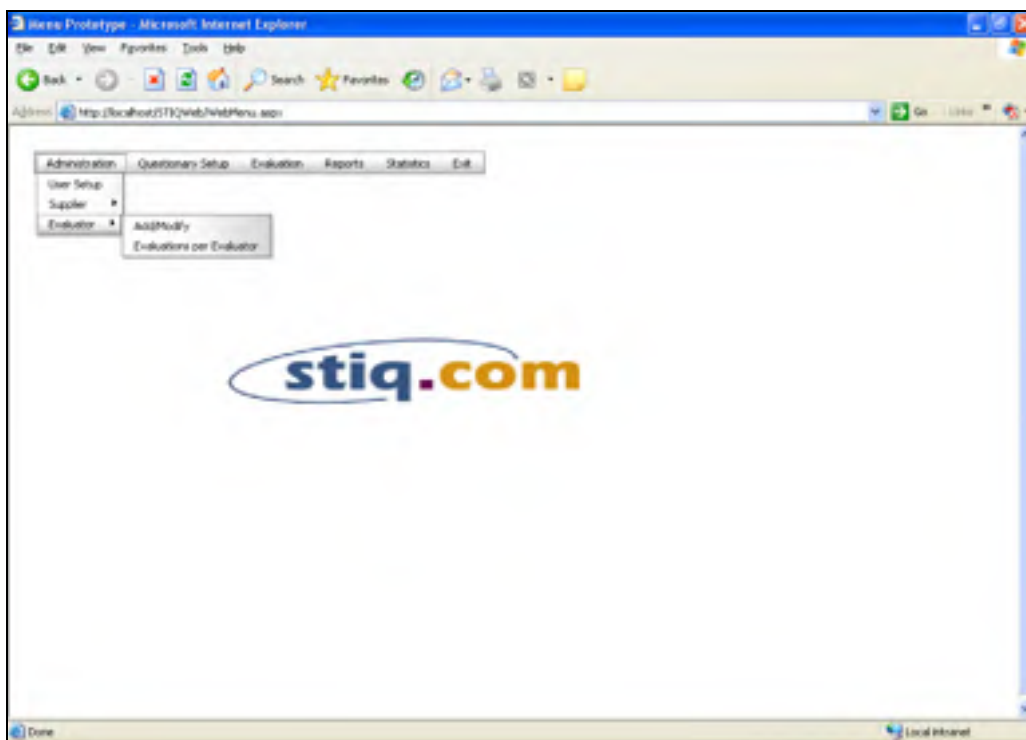 Menu Prototype - Microsoft Internet Explorer
File Edit View Favorites Tools Help
Back Search Favorites
Address http://localhost/STIQWeb/WebMenu.aspx Go Links
Administration Questionary Setup Evaluation Reports Statistics Exit
User Setup
Supplier
Evaluator Add/Modify
Evaluations per Evaluator
stiq.com
Done Local intranet